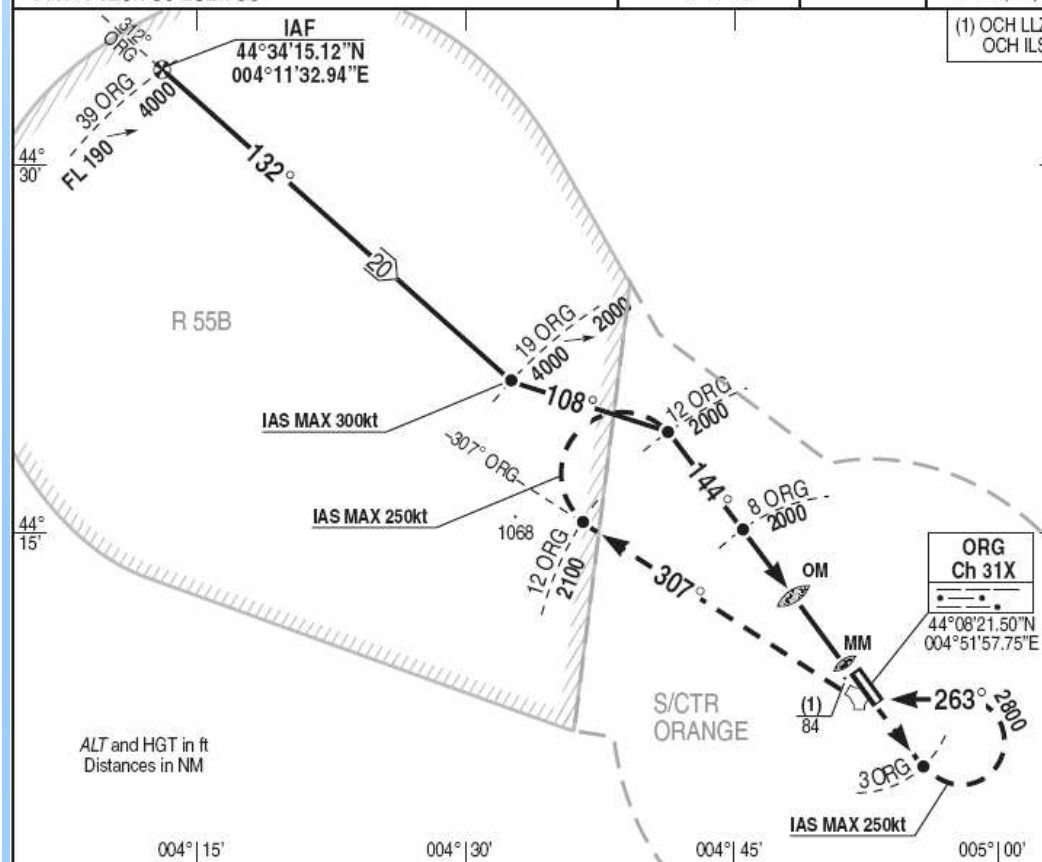 (1) OCH LLZ
OCH ILS
312°
ORG
IAF
44°34'15.12"N
004°11'32.94"E
39 ORG
4000
FL 190
44°
30'
132°
20
R 55B
19 ORG
4000
2000
IAS MAX 300kt
108°
12 ORG
2000
307° ORG
144°
IAS MAX 250kt
8 ORG
2000
44°
15'
1068
12 ORG
2100
307°
OM
ORG
Ch 31X
44°08'21.50"N
004°51'57.75"E
MM
(1)
84
S/CTR
ORANGE
263°
2800
ALT and HGT in ft
Distances in NM
3 ORG
IAS MAX 250kt
004° 15'
004° 30'
004° 45'
005° 00'